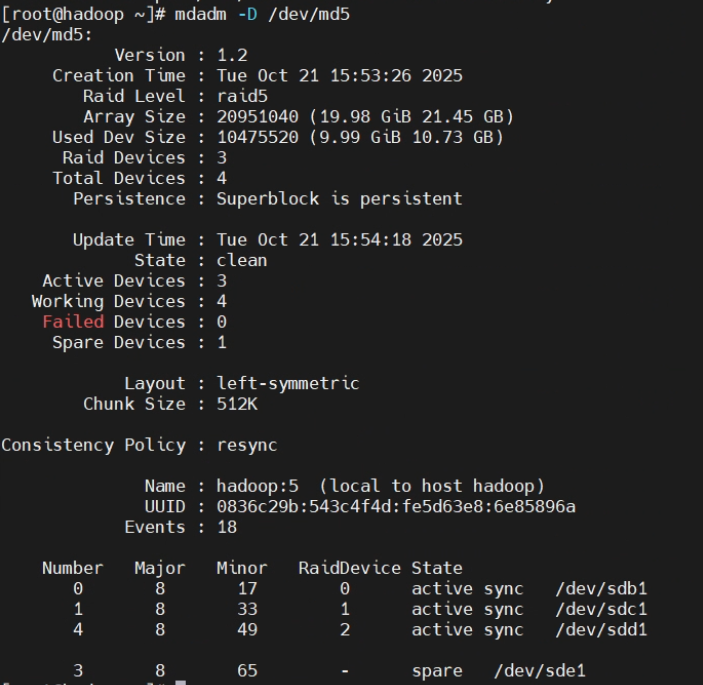 [root@hadoop ~]# mdadm -D /dev/md5
/dev/md5:
           Version : 1.2
     Creation Time : Tue Oct 21 15:53:26 2025
        Raid Level : raid5
        Array Size : 20951040 (19.98 GiB 21.45 GB)
     Used Dev Size : 10475520 (9.99 GiB 10.73 GB)
      Raid Devices : 3
     Total Devices : 4
       Persistence : Superblock is persistent

       Update Time : Tue Oct 21 15:54:18 2025
             State : clean
    Active Devices : 3
   Working Devices : 4
    Failed Devices : 0
     Spare Devices : 1

            Layout : left-symmetric
        Chunk Size : 512K

Consistency Policy : resync

              Name : hadoop:5  (local to host hadoop)
              UUID : 0836c29b:543c4f4d:fe5d63e8:6e85896a
            Events : 18

    Number   Major   Minor   RaidDevice State
       0       8       17        0      active sync   /dev/sdb1
       1       8       33        1      active sync   /dev/sdc1
       4       8       49        2      active sync   /dev/sdd1

       3       8       65        -      spare   /dev/sde1